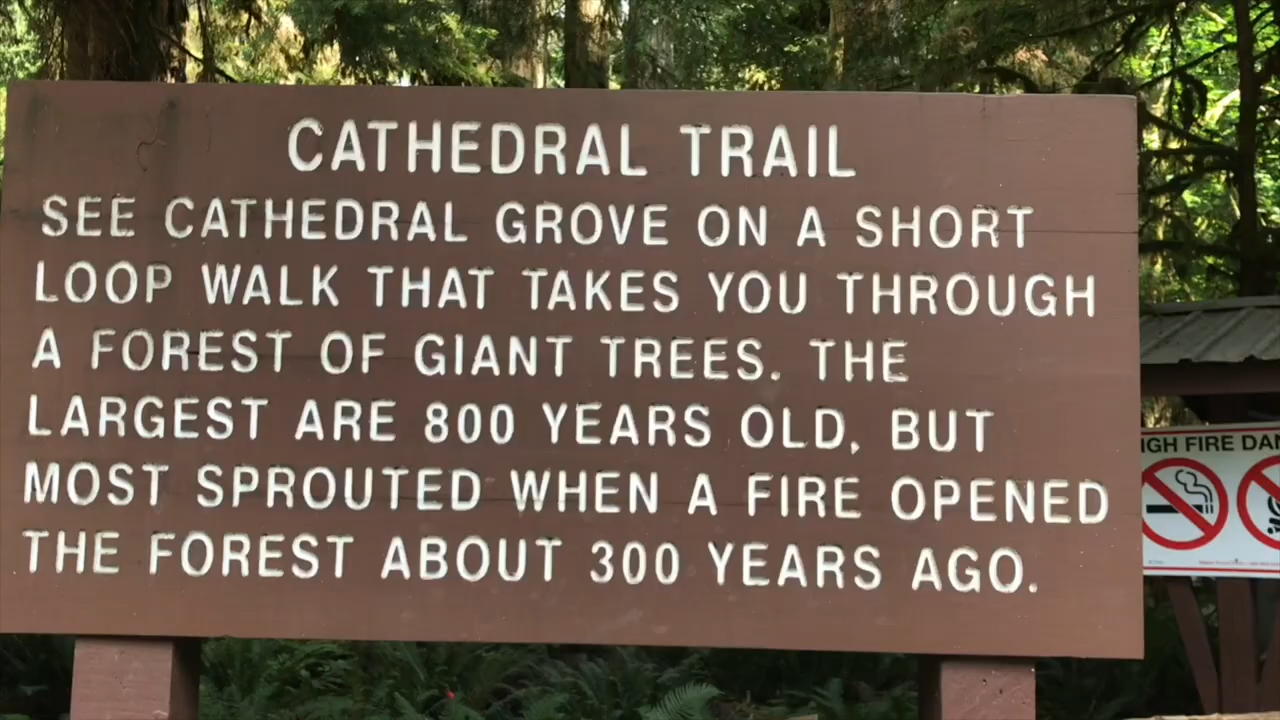 CATHEDRAL TRAIL
SEE CATHEDRAL GROVE ON A SHORT
LOOP WALK THAT TAKES YOU THROUGH
A FOREST OF GIANT TREES. THE
LARGEST ARE 800 YEARS OLD, BUT
MOST SPROUTED WHEN A FIRE OPENED
THE FOREST ABOUT 300 YEARS AGO.
FIRE